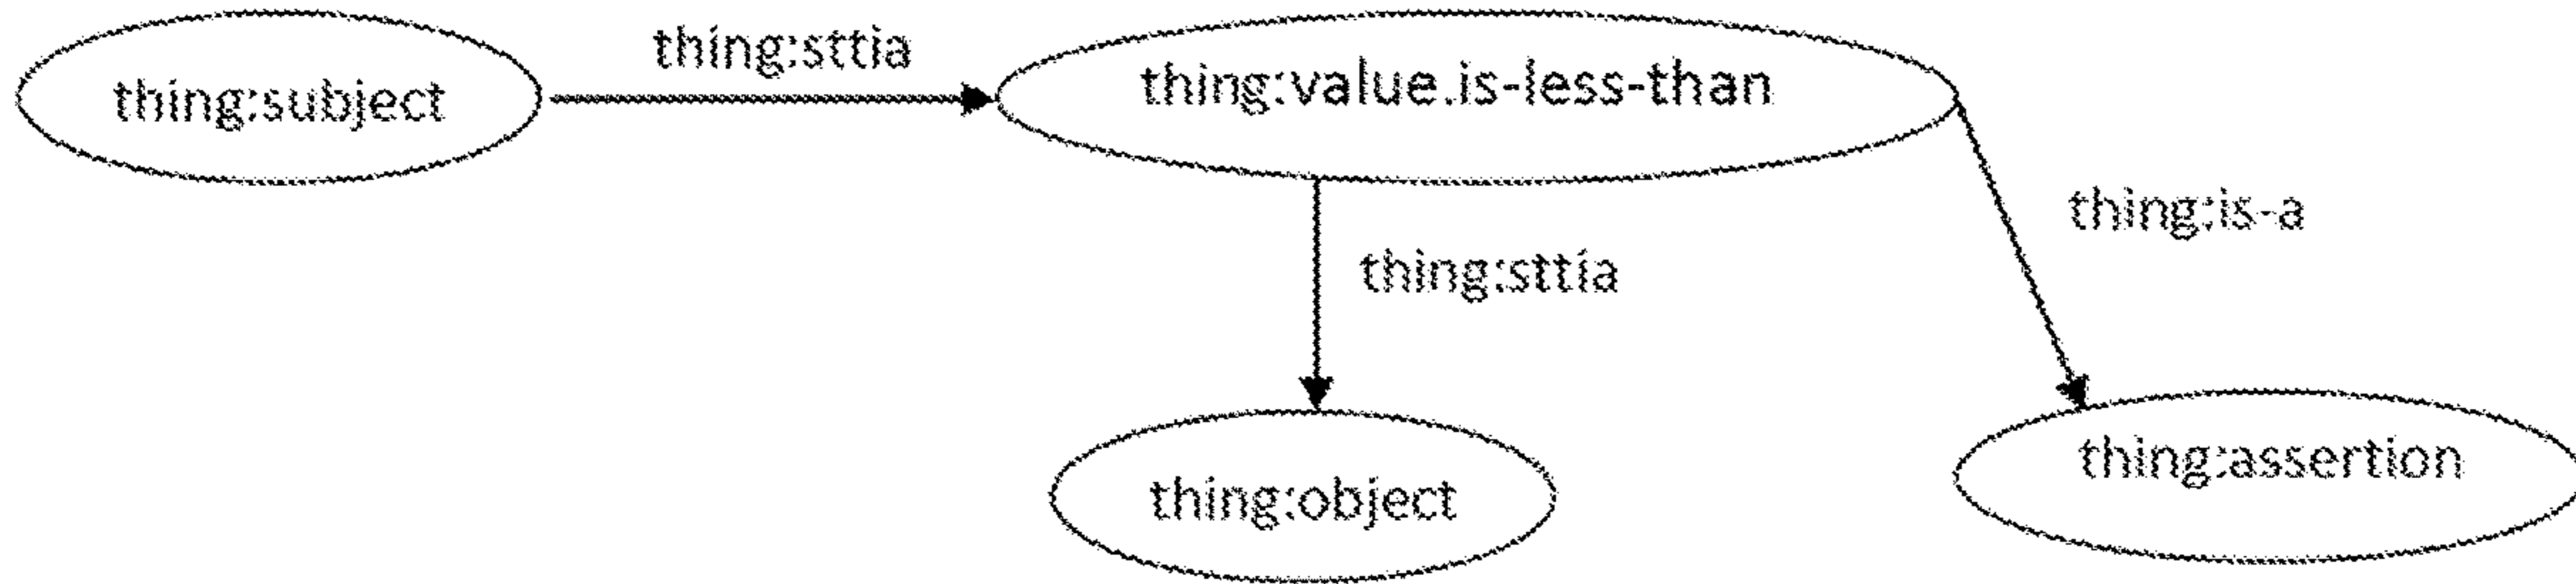 thing:subject
thing:sttia
thing:value.is-less-than
thing:is-a
thing:sttia
thing:object
thing:assertion